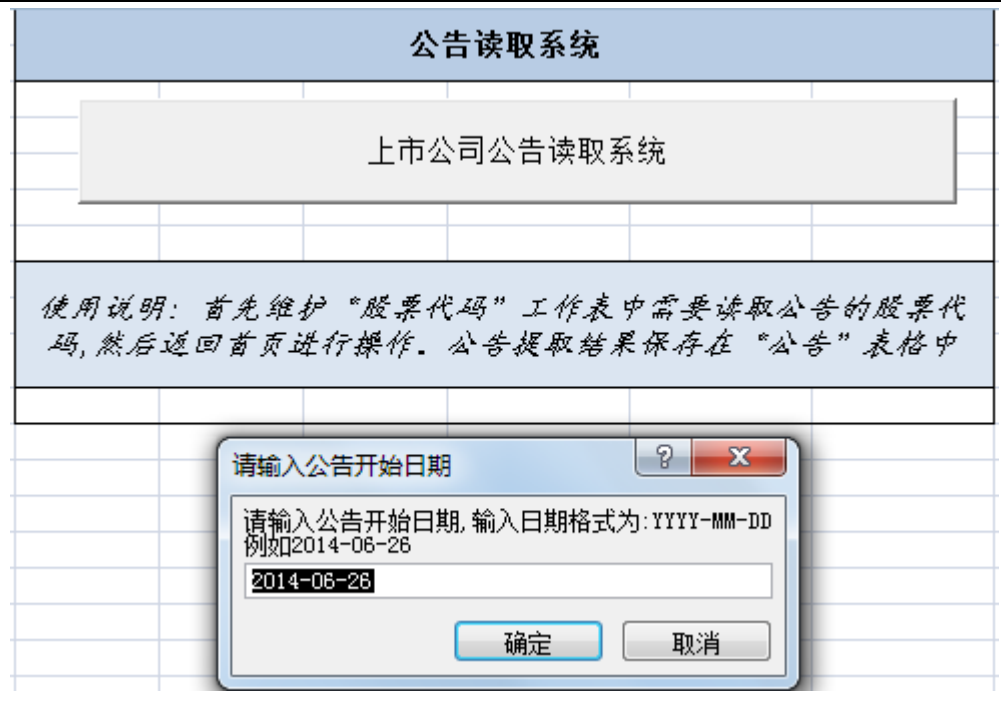 公告读取系统
上市公司公告读取系统
使用说明：首先维护“股票代码”工作表中需要读取公告的股票代
码,然后返回首页进行操作．公告提取结果保存在“公告”表格中
请输入公告开始日期
请输入公告开始日期,输入日期格式为:YYYY-MM-DD
例如2014-06-26
2014-06-26
确定 取消